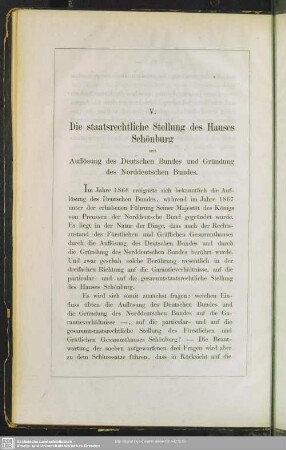 V.
Die staatsrechtliche Stellung des Hauses
Schönburg
seit
Auflösung des Deutschen Bundes und Gründung
des Norddeutschen Bundes.
Im Jahre 1866 ereignete sich bekanntlich die Auf-
lösung des Deutschen Bundes, während im Jahre 1867
unter der erhabenen Führung Seiner Majestät des Königs
von Preussen der Norddeutsche Bund gegründet wurde.
Es liegt in der Natur der Dinge, dass auch der Rechts-
zustand des Fürstlichen und Gräflichen Gesammthauses
durch die Auflösung des Deutschen Bundes und durch
die Gründung des Norddeutschen Bundes berührt wurde.
Und zwar geschah solche Berührung wesentlich in der
dreifachen Richtung auf die Garantieverhältnisse, auf die
particular- und auf die gesammtstaatsrechtliche Stellung
des Hauses Schönburg.
Es wird sich somit zunächst fragen: welchen Ein-
fluss übten die Auflösung des Deutschen Bundes und
die Gründung des Norddeutschen Bundes auf die Ga-
rantieverhältnisse —, auf die particular- und auf die
gesammtstaatsrechtliche Stellung des Fürstlichen und
Gräflichen Gesammthauses Schönburg? — Die Beant-
wortung der soeben aufgeworfenen drei Fragen wird aber
zu dem Schlusssatze führen, dass in Rücksicht auf die